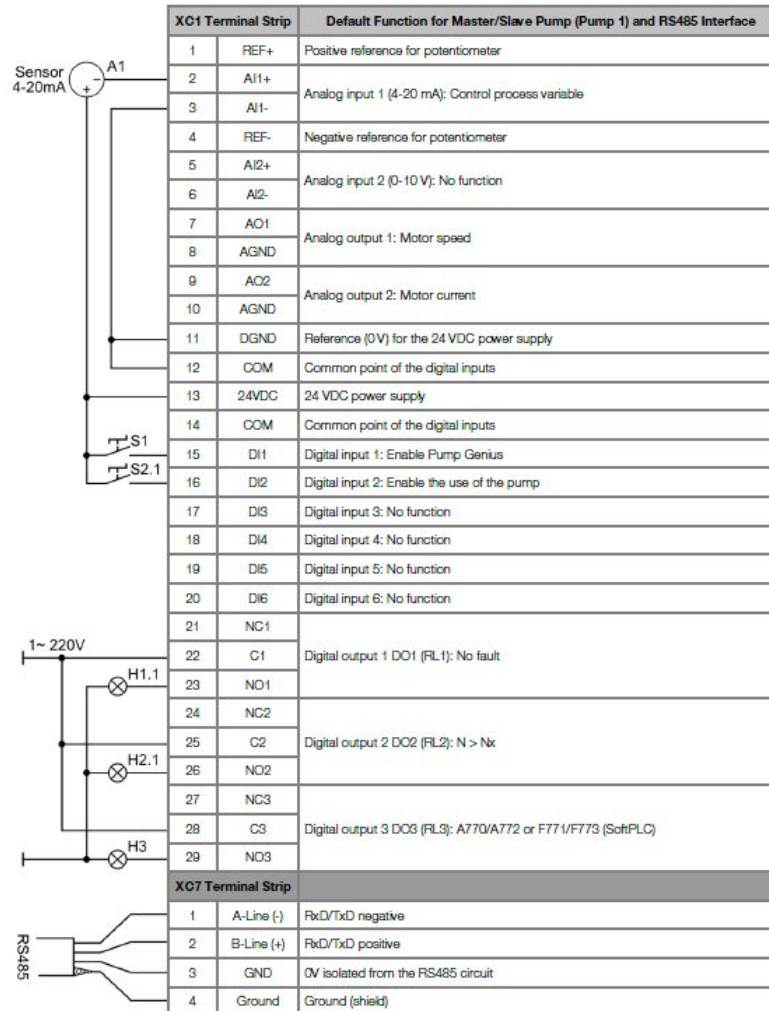 XC1 Terminal Strip Default Function for Master/Slave Pump (Pump 1) and RS485 Interface
1 REF+ Positive reference for potentiometer
Sensor 4-20mA - + A1
2 AI1+ Analog input 1 (4-20 mA): Control process variable
3 AI1-
4 REF- Negative reference for potentiometer
5 AI2+ Analog input 2 (0-10 V): No function
6 AI2-
7 AO1 Analog output 1: Motor speed
8 AGND
9 AO2 Analog output 2: Motor current
10 AGND
11 DGND Reference (0 V) for the 24 VDC power supply
12 COM Common point of the digital inputs
13 24VDC 24 VDC power supply
14 COM Common point of the digital inputs
S1 15 DI1 Digital input 1: Enable Pump Genius
S2.1 16 DI2 Digital input 2: Enable the use of the pump
17 DI3 Digital input 3: No function
18 DI4 Digital input 4: No function
19 DI5 Digital input 5: No function
20 DI6 Digital input 6: No function
21 NC1
1~ 220V 22 C1 Digital output 1 DO1 (RL1): No fault
H1.1 23 NO1
24 NC2
25 C2 Digital output 2 DO2 (RL2): N > Nx
H2.1 26 NO2
27 NC3
28 C3 Digital output 3 DO3 (RL3): A770/A772 or F771/F773 (SoftPLC)
H3 29 NO3
XC7 Terminal Strip
RS485
1 A-Line (-) RxD/TxD negative
2 B-Line (+) RxD/TxD positive
3 GND 0V isolated from the RS485 circuit
4 Ground Ground (shield)